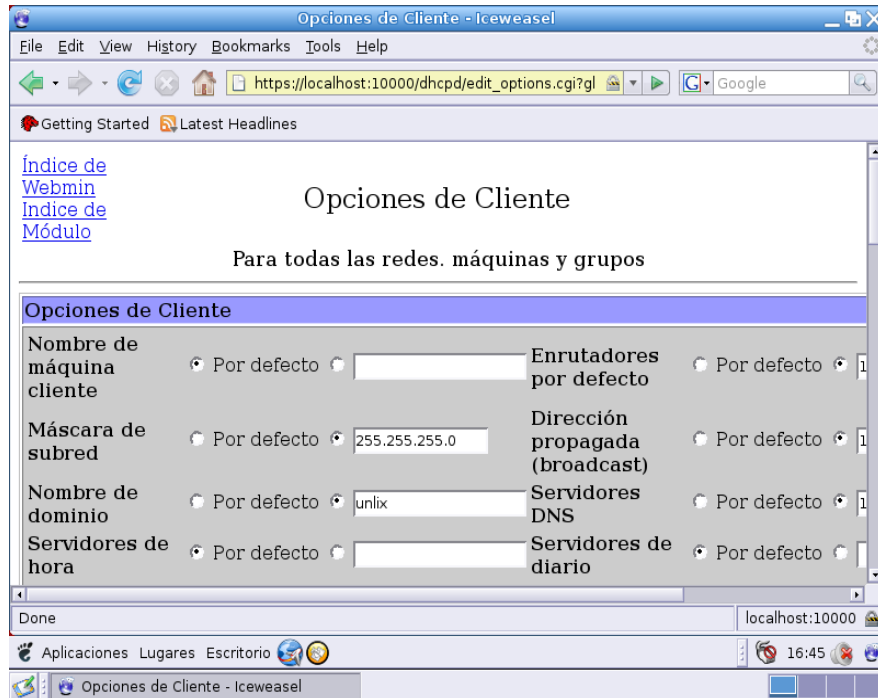 Opciones de Cliente - Iceweasel
File Edit View History Bookmarks Tools Help
https://localhost:10000/dhcpd/edit_options.cgi?gl
G Google
Getting Started Latest Headlines
Índice de
Webmin
Indice de
Módulo
Opciones de Cliente
Para todas las redes. máquinas y grupos
Opciones de Cliente
Nombre de
máquina
cliente
Por defecto
Enrutadores
por defecto
Por defecto 1
Máscara de
subred
Por defecto 255.255.255.0
Dirección
propagada
(broadcast)
Por defecto 1
Nombre de
dominio
Por defecto unlix
Servidores
DNS
Por defecto 1
Servidores de
hora
Por defecto
Servidores de
diario
Por defecto
Done localhost:10000
Aplicaciones Lugares Escritorio 16:45
Opciones de Cliente - Iceweasel